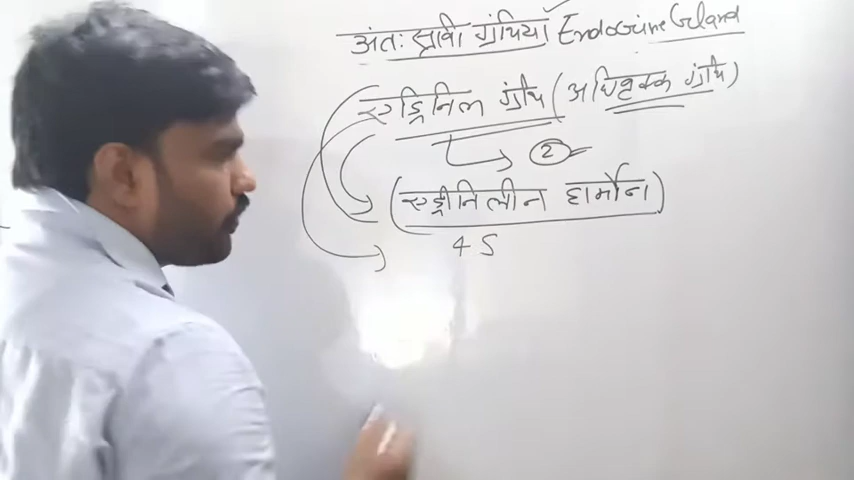 अंतः स्रावी ग्रंथियाँ Endocrine Gland
एड्रिनिल ग्रंथि (अधिवृक्क ग्रंथि)
2
(एड्रीनिलीन हार्मोन)
4 S